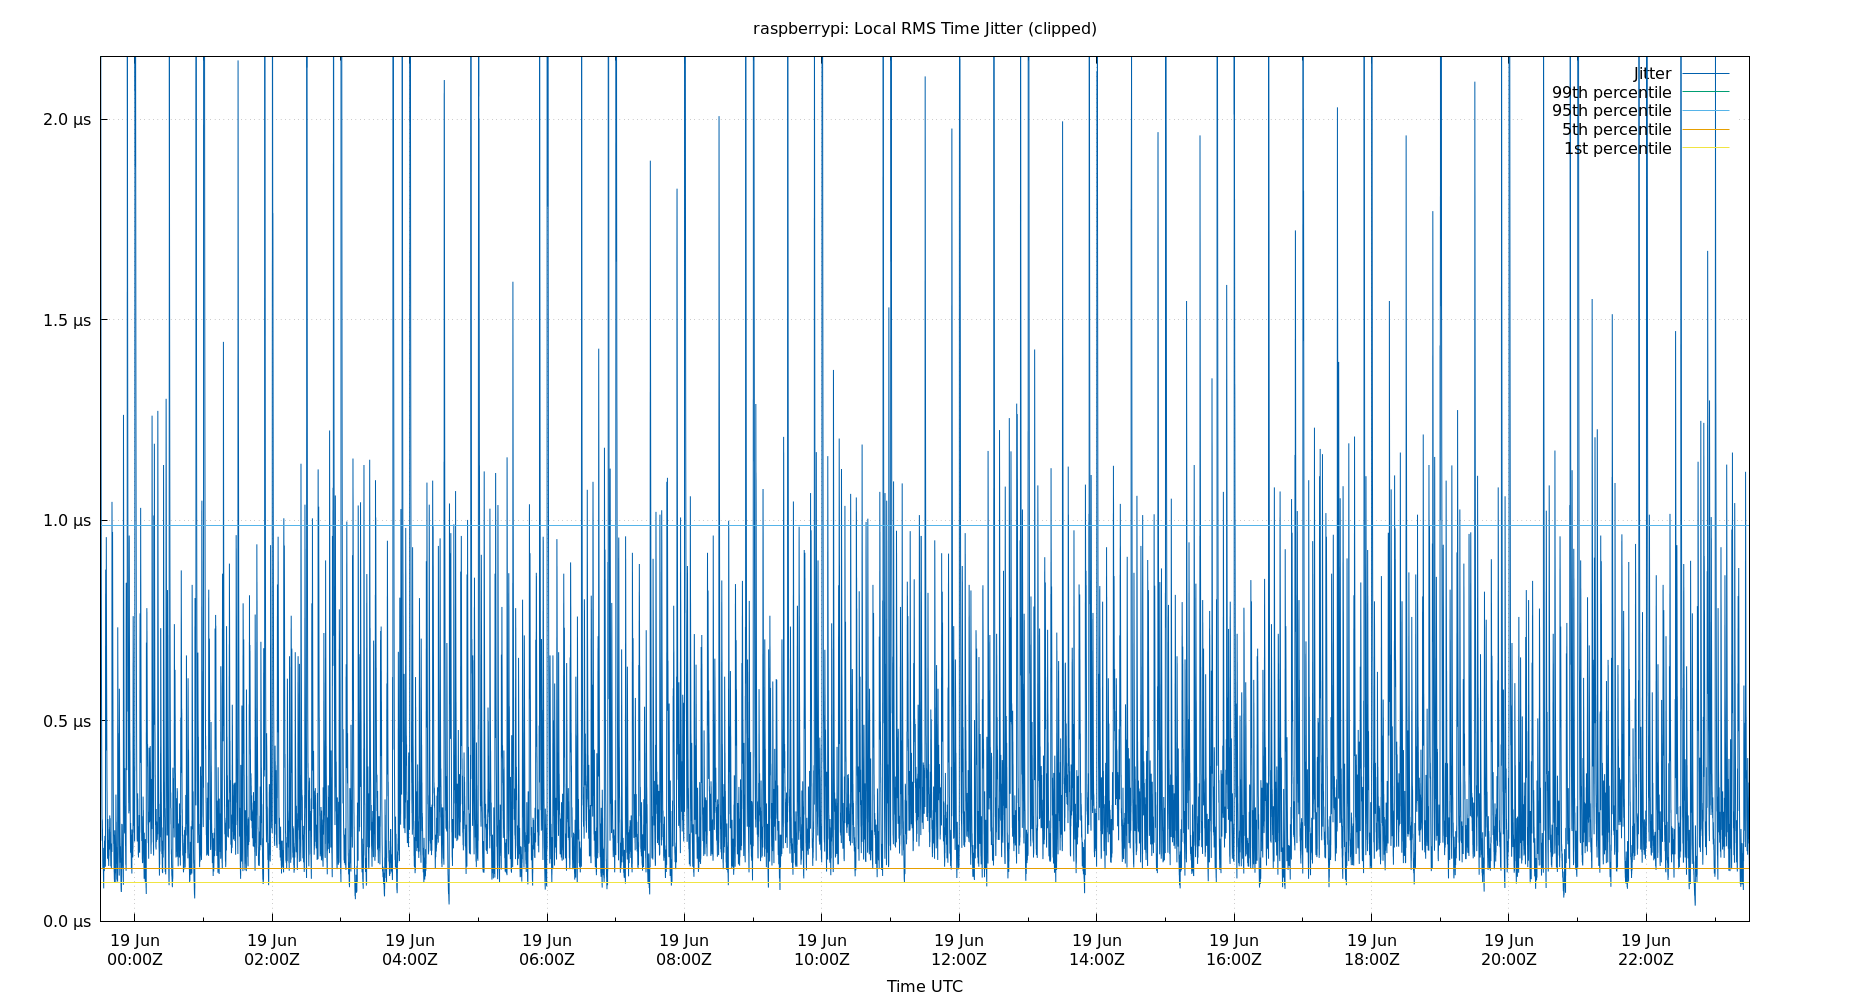 raspberrypi: Local RMS Time Jitter (clipped)
Jitter
99th percentile
95th percentile
5th percentile
1st percentile
2.0 µs
1.5 µs
1.0 µs
0.5 µs
0.0 µs
19 Jun 19 Jun 19 Jun 19 Jun 19 Jun 19 Jun 19 Jun 19 Jun 19 Jun 19 Jun 19 Jun 19 Jun
00:00Z 02:00Z 04:00Z 06:00Z 08:00Z 10:00Z 12:00Z 14:00Z 16:00Z 18:00Z 20:00Z 22:00Z
Time UTC